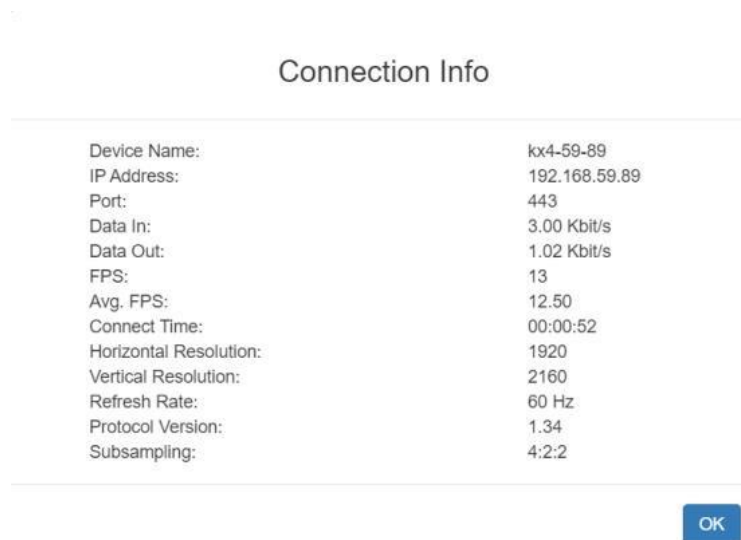 Connection Info
Device Name: kx4-59-89
IP Address: 192.168.59.89
Port: 443
Data In: 3.00 Kbit/s
Data Out: 1.02 Kbit/s
FPS: 13
Avg. FPS: 12.50
Connect Time: 00:00:52
Horizontal Resolution: 1920
Vertical Resolution: 2160
Refresh Rate: 60 Hz
Protocol Version: 1.34
Subsampling: 4:2:2
OK